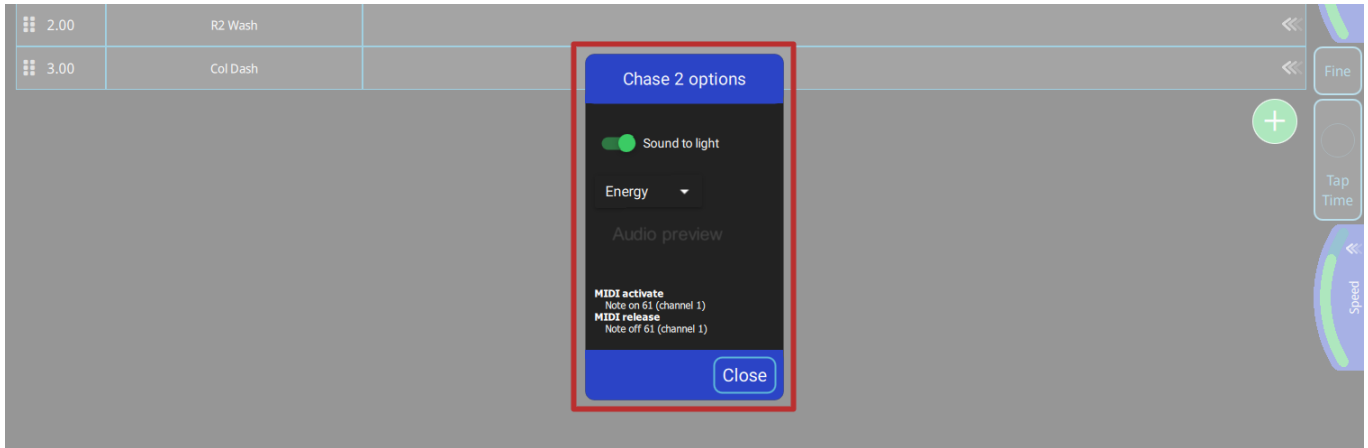 2.00 R2 Wash
3.00 Col Dash
Chase 2 options
Sound to light
Energy
Audio preview
MIDI activate
Note on 61 (channel 1)
MIDI release
Note off 61 (channel 1)
Close
Fine
Tap
Time
Speed